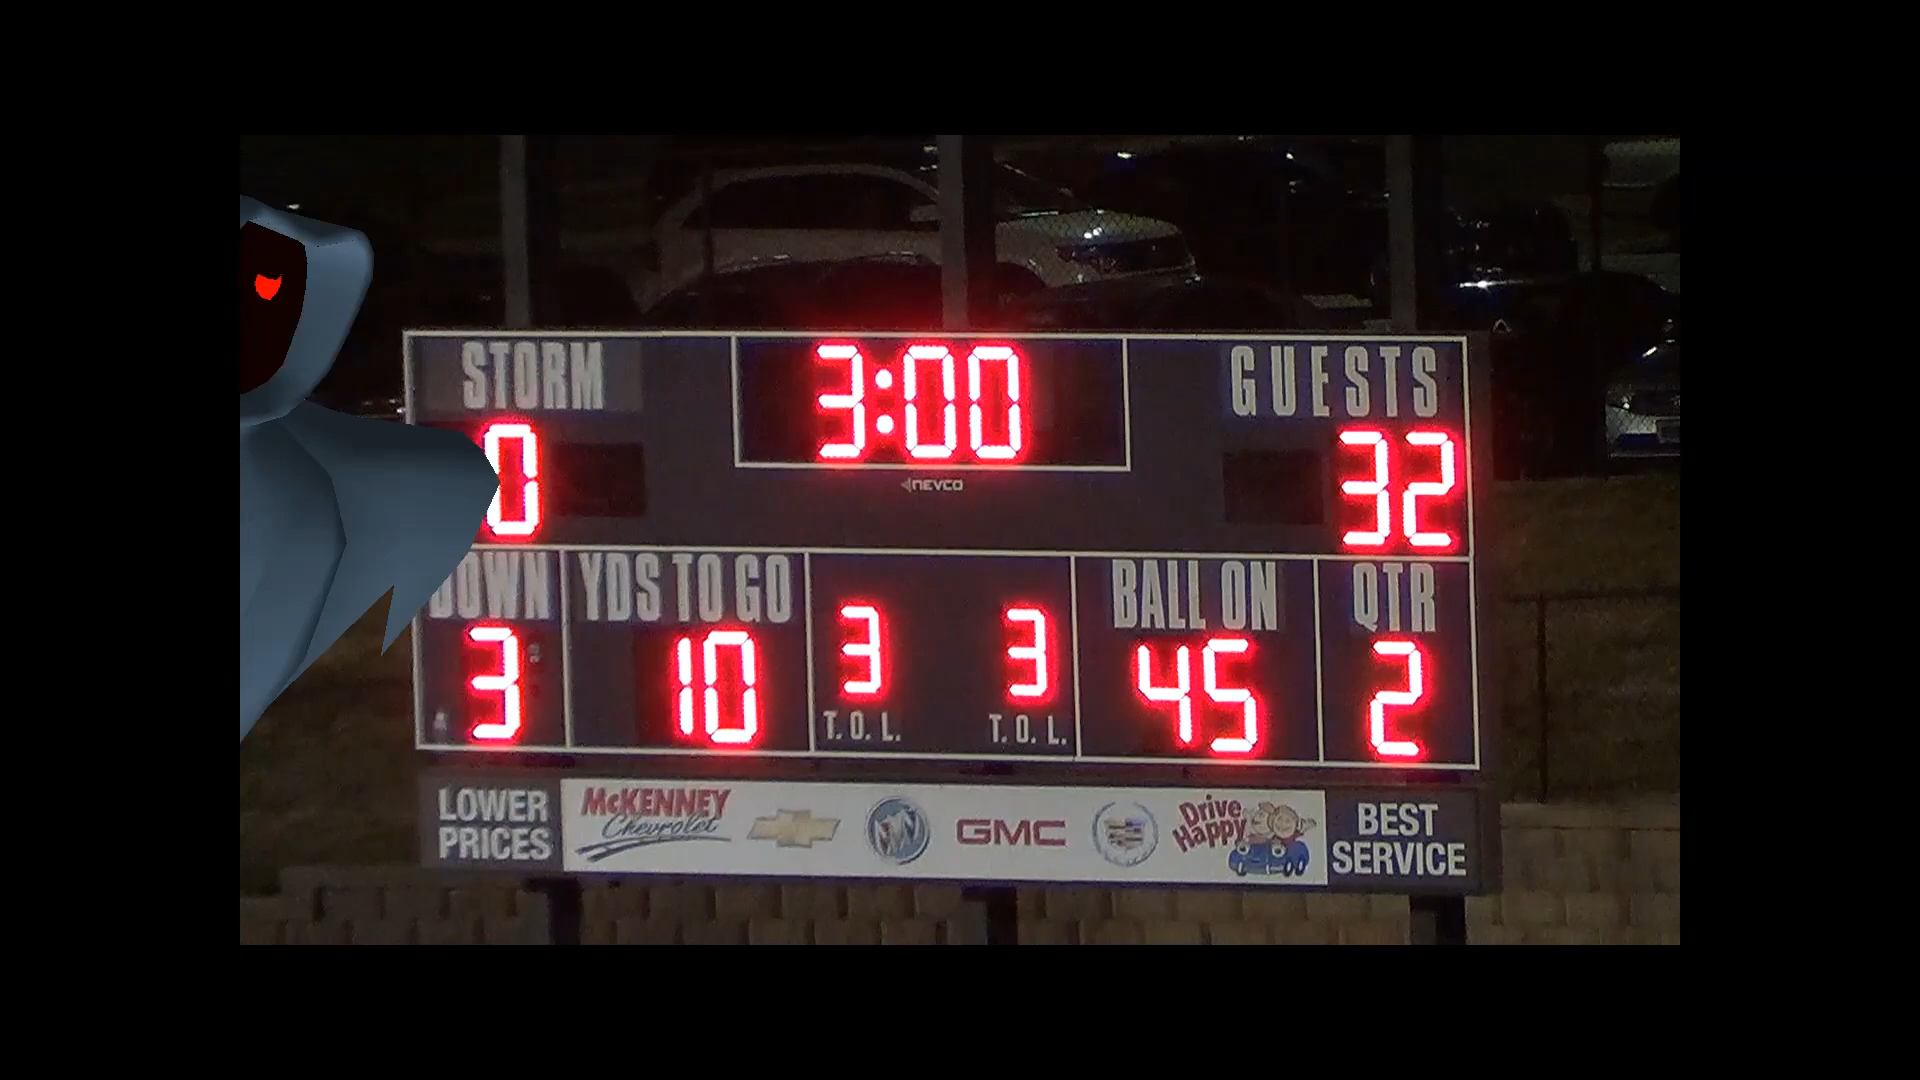 STORM 3:00 GUESTS
0 32
NEVCO
DOWN YDS TO GO BALL ON QTR
3 10 3 3 45 2
T. O. L. T. O. L.
LOWER PRICES McKENNEY Chevrolet GMC Drive Happy BEST SERVICE